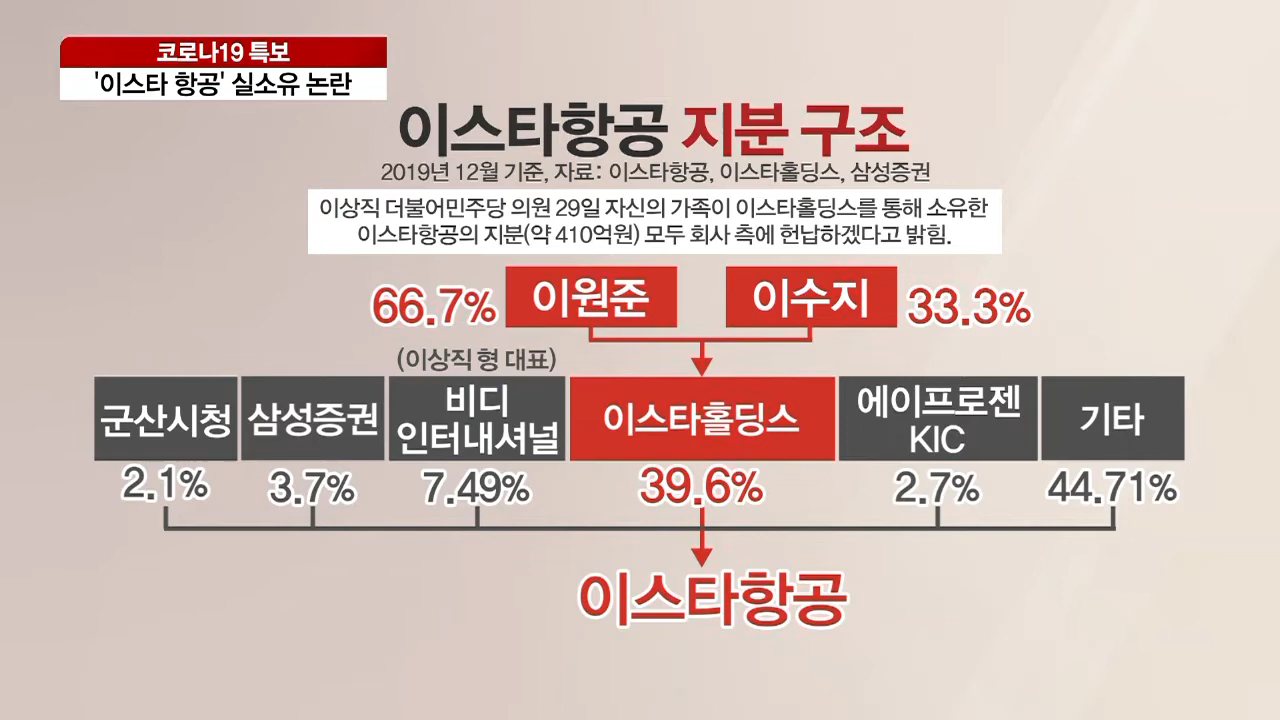 코로나19 특보
'이스타 항공' 실소유 논란
이스타항공 지분 구조
2019년 12월 기준, 자료: 이스타항공, 이스타홀딩스, 삼성증권
이상직 더불어민주당 의원 29일 자신의 가족이 이스타홀딩스를 통해 소유한
이스타항공의 지분(약 410억원) 모두 회사 측에 헌납하겠다고 밝힘.
66.7% 이원준 이수지 33.3%
(이상직 형 대표)
군산시청 삼성증권 비디 인터내셔널 이스타홀딩스 에이프로젠 KIC 기타
2.1% 3.7% 7.49% 39.6% 2.7% 44.71%
이스타항공